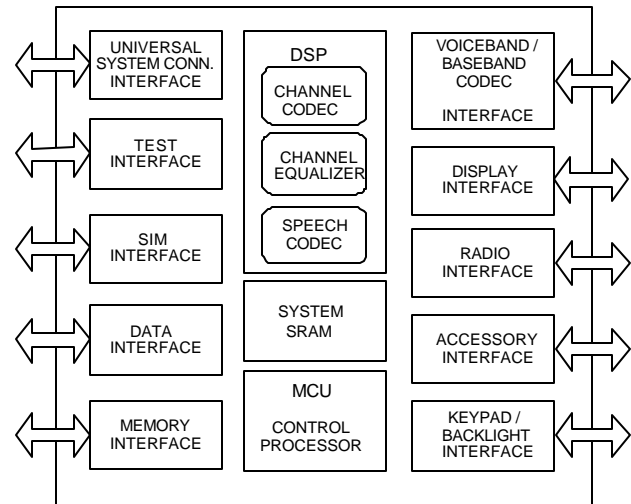 UNIVERSAL
SYSTEM CONN.
INTERFACE
TEST
INTERFACE
SIM
INTERFACE
DATA
INTERFACE
MEMORY
INTERFACE
DSP
CHANNEL
CODEC
CHANNEL
EQUALIZER
SPEECH
CODEC
SYSTEM
SRAM
MCU
CONTROL
PROCESSOR
VOICEBAND /
BASEBAND
CODEC
INTERFACE
DISPLAY
INTERFACE
RADIO
INTERFACE
ACCESSORY
INTERFACE
KEYPAD /
BACKLIGHT
INTERFACE